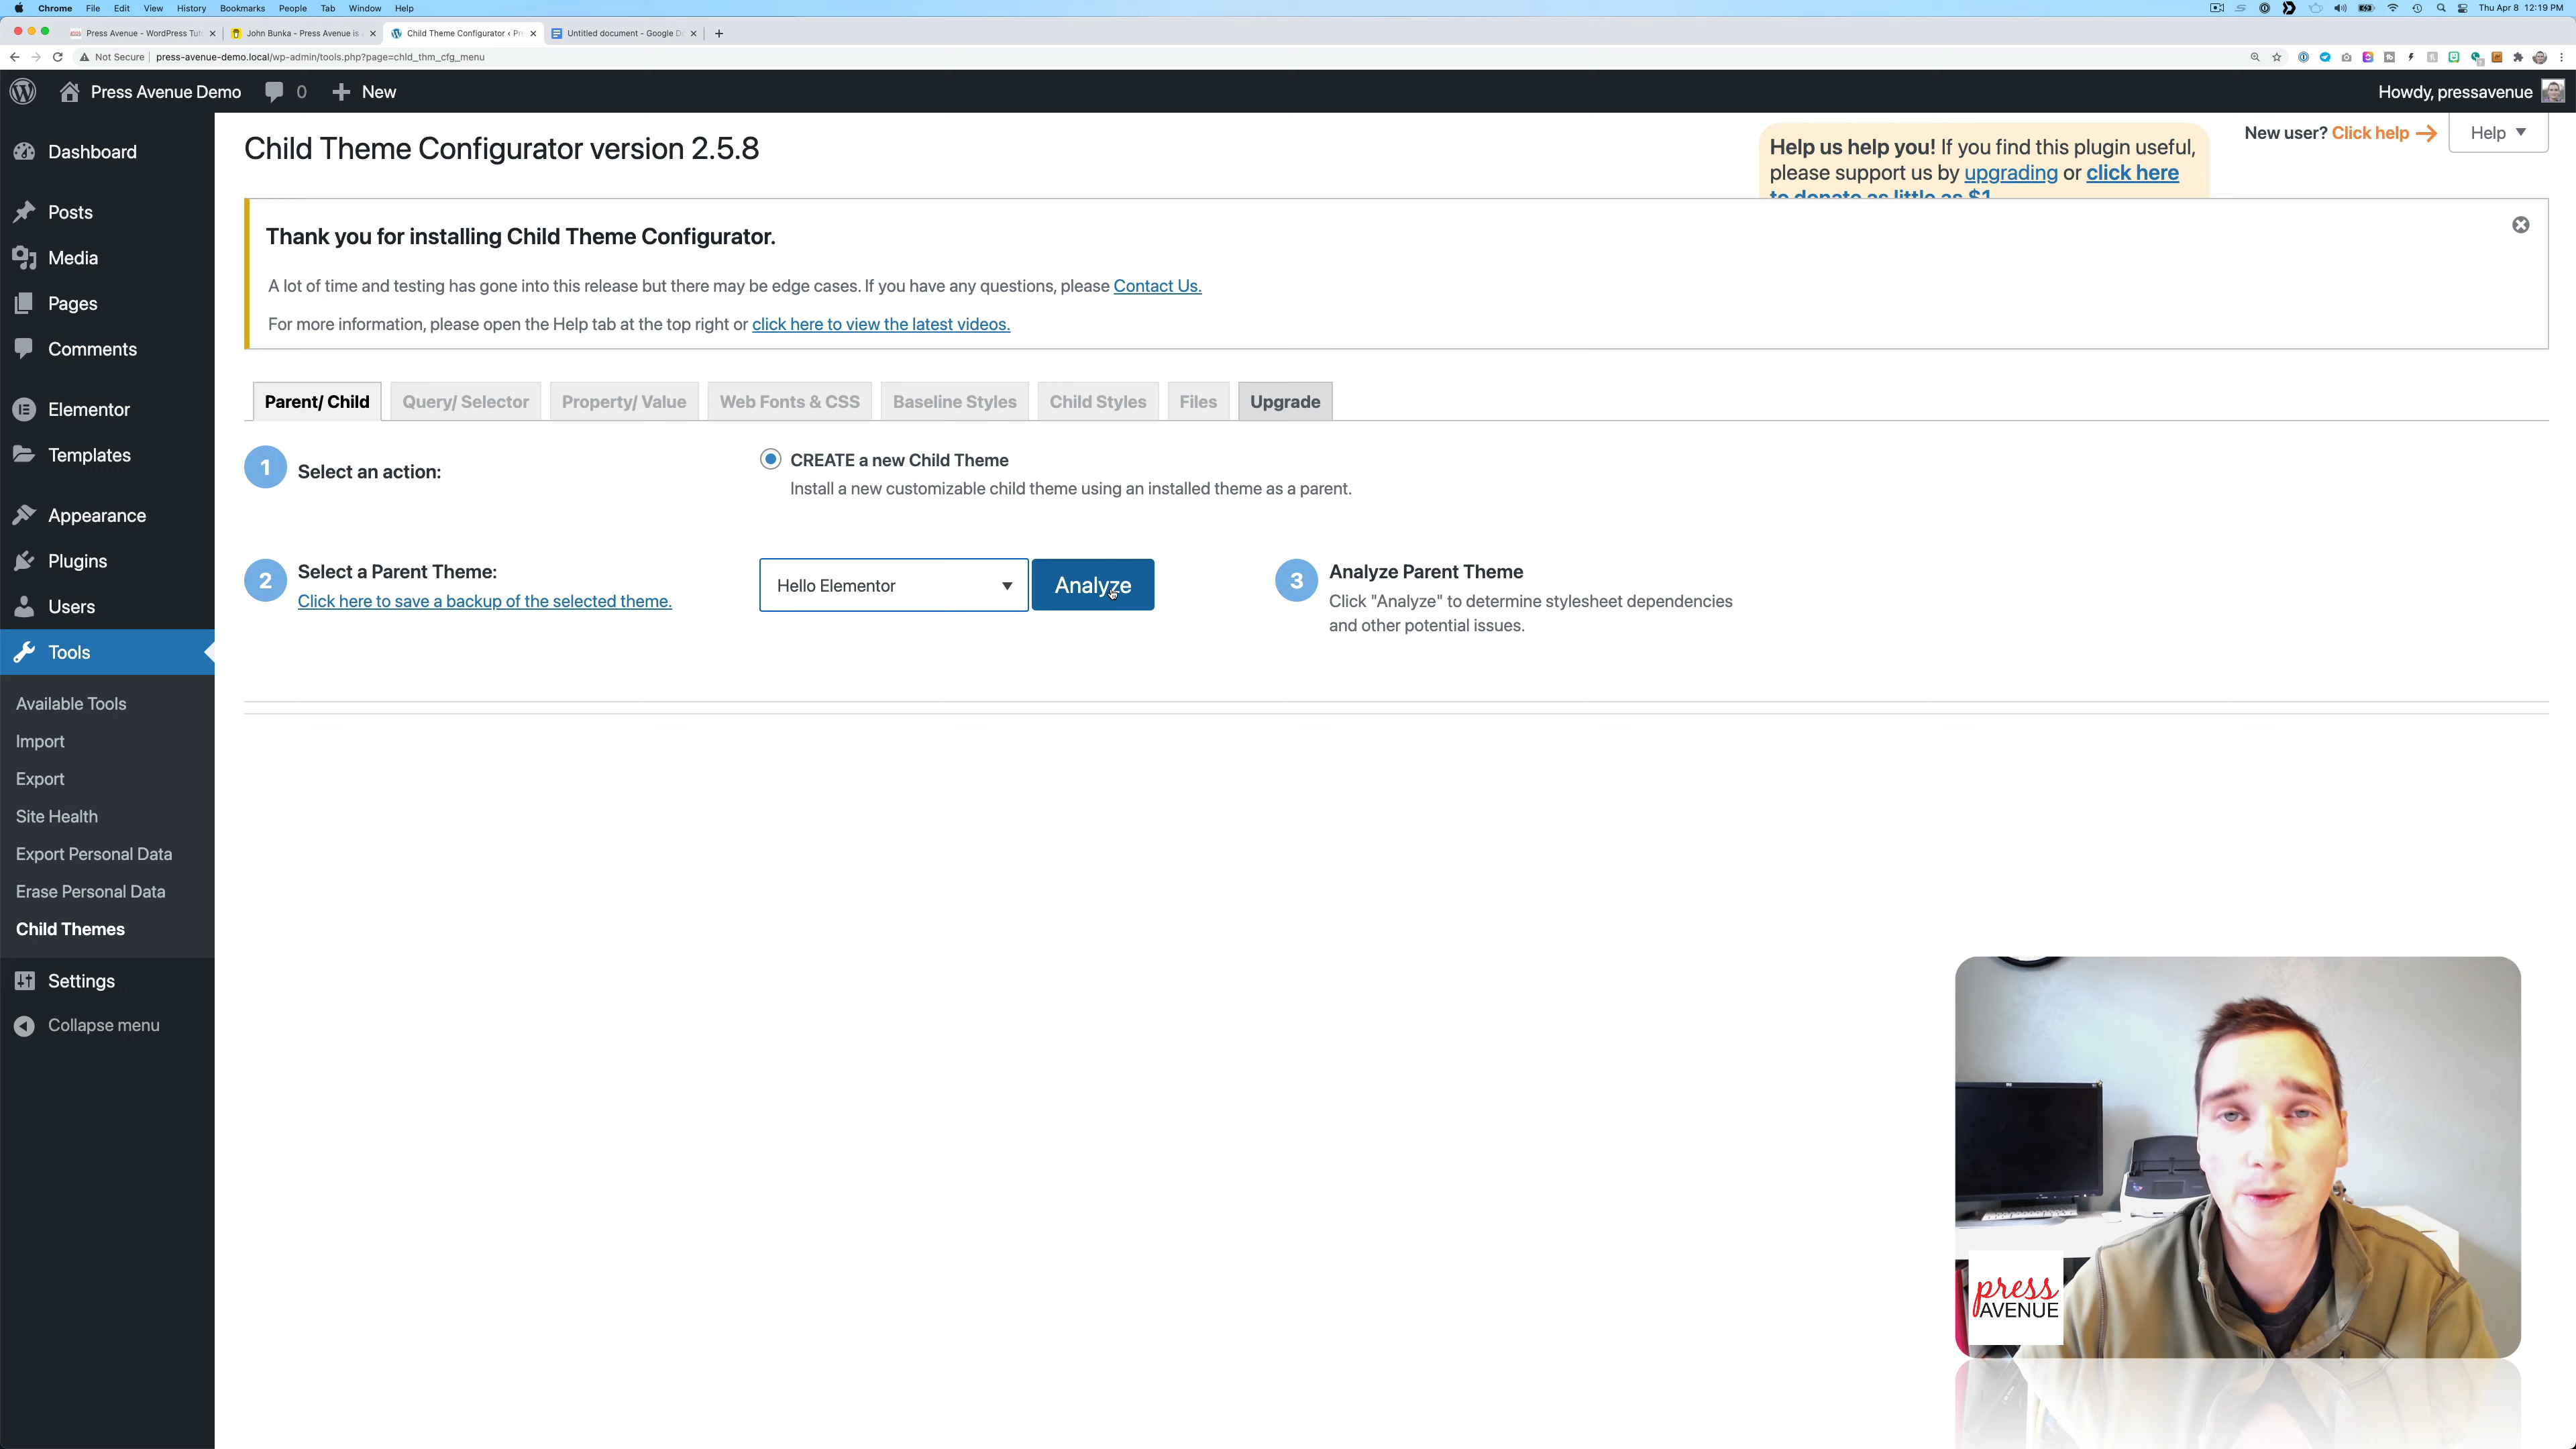 Chrome File Edit View History Bookmarks People Tab Window Help
Thu Apr 8 12:19 PM
Press Avenue - WordPress Tut
John Bunka - Press Avenue is
Child Theme Configurator ‹ Pr
Untitled document - Google D
Not Secure press-avenue-demo.local/wp-admin/tools.php?page=chld_thm_cfg_menu
Press Avenue Demo 0 New
Howdy, pressavenue
Dashboard
Posts
Media
Pages
Comments
Elementor
Templates
Appearance
Plugins
Users
Tools
Available Tools
Import
Export
Site Health
Export Personal Data
Erase Personal Data
Child Themes
Settings
Collapse menu
Child Theme Configurator version 2.5.8
Help us help you! If you find this plugin useful,
please support us by upgrading or click here
to donate as little as $1
New user? Click help
Help
Thank you for installing Child Theme Configurator.
A lot of time and testing has gone into this release but there may be edge cases. If you have any questions, please Contact Us.
For more information, please open the Help tab at the top right or click here to view the latest videos.
Parent/ Child
Query/ Selector
Property/ Value
Web Fonts & CSS
Baseline Styles
Child Styles
Files
Upgrade
1 Select an action:
CREATE a new Child Theme
Install a new customizable child theme using an installed theme as a parent.
2 Select a Parent Theme:
Click here to save a backup of the selected theme.
Hello Elementor
Analyze
3 Analyze Parent Theme
Click "Analyze" to determine stylesheet dependencies
and other potential issues.
press
AVENUE